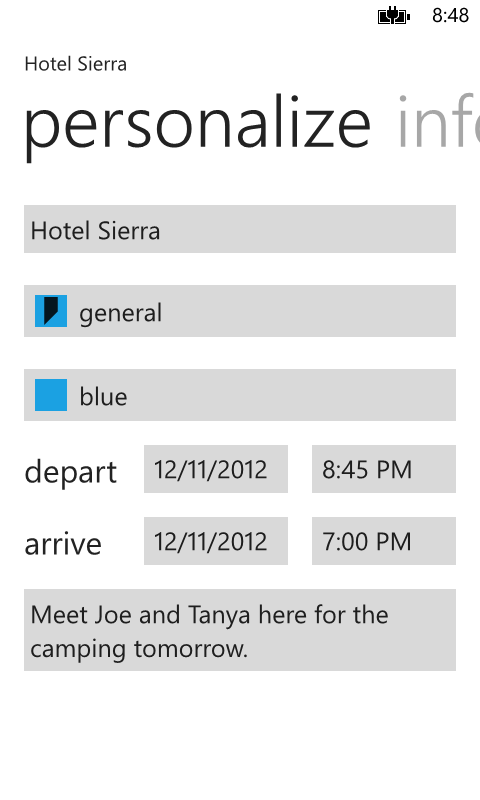 8:48
Hotel Sierra
personalize info
Hotel Sierra
general
blue
depart 12/11/2012 8:45 PM
arrive 12/11/2012 7:00 PM
Meet Joe and Tanya here for the
camping tomorrow.